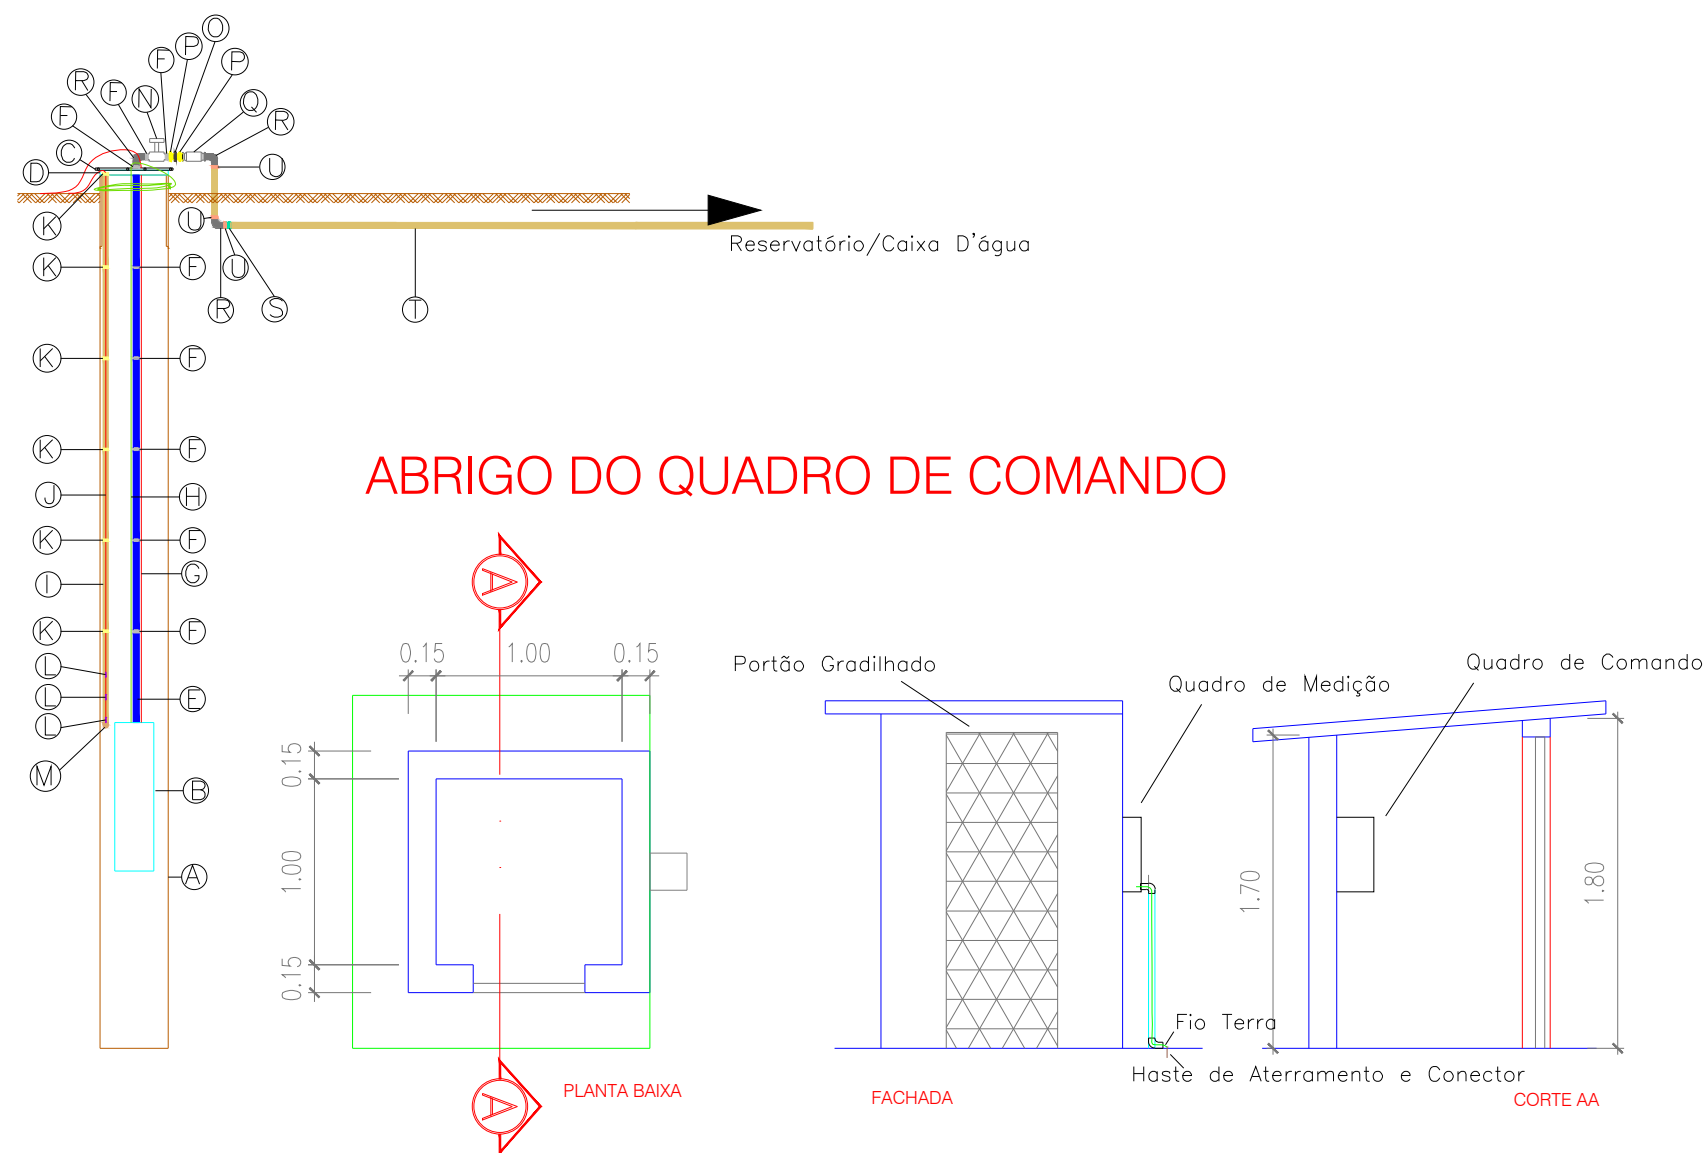 O
P
F
P
R
F
N
Q
F
R
C
U
D
K
U
Reservatório/Caixa D'água
K
F
U
R
S
T
K
F
K
F
ABRIGO DO QUADRO DE COMANDO
J
H
K
F
I
G
A
K
F
0.15
1.00
0.15
L
L
E
L
M
B
A
Portão Gradilhado
Quadro de Medição
Quadro de Comando
0.15
1.00
0.15
1.70
1.80
Fio Terra
Haste de Aterramento e Conector
A
PLANTA BAIXA
FACHADA
CORTE AA